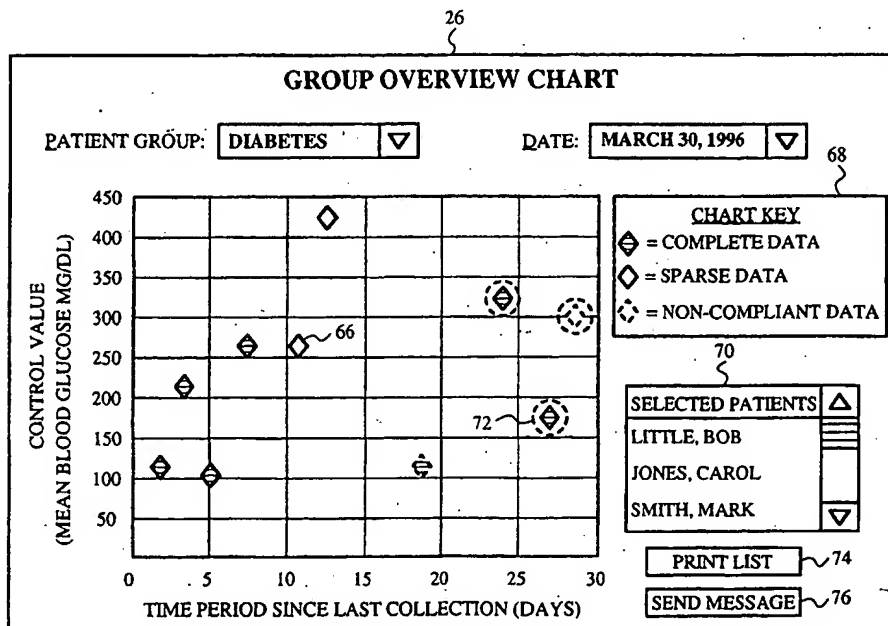 26
GROUP OVERVIEW CHART
PATIENT GROUP: DIABETES
DATE: MARCH 30, 1996
68
CONTROL VALUE
(MEAN BLOOD GLUCOSE MG/DL)
450
400
350
300
250
200
150
100
50
0
5
10
15
20
25
30
TIME PERIOD SINCE LAST COLLECTION (DAYS)
66
72
CHART KEY
= COMPLETE DATA
= SPARSE DATA
= NON-COMPLIANT DATA
70
SELECTED PATIENTS
LITTLE, BOB
JONES, CAROL
SMITH, MARK
PRINT LIST
74
SEND MESSAGE
76